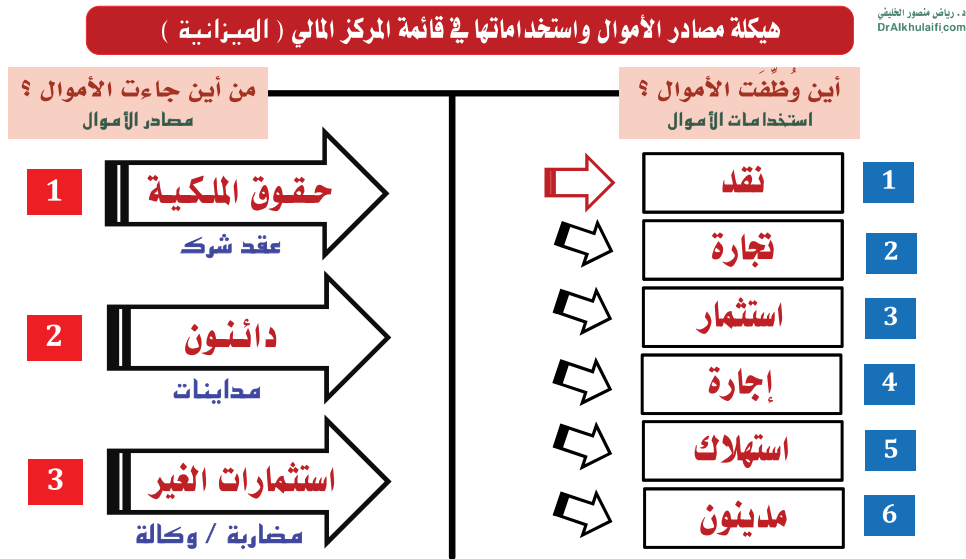 د. رياض منصور الخليفي
DrAlkhulaifi.com
هيكلة مصادر الأموال واستخداماتها في قائمة المركز المالي ( الميزانية )
أين وُظِّفَت الأموال ؟
استخدامات الأموال
1 نقد
2 تجارة
3 استثمار
4 إجارة
5 استهلاك
6 مدينون
من أين جاءت الأموال ؟
مصادر الأموال
1 حقوق الملكية
عقد شرك
2 دائنون
مداينات
3 استثمارات الغير
مضاربة / وكالة